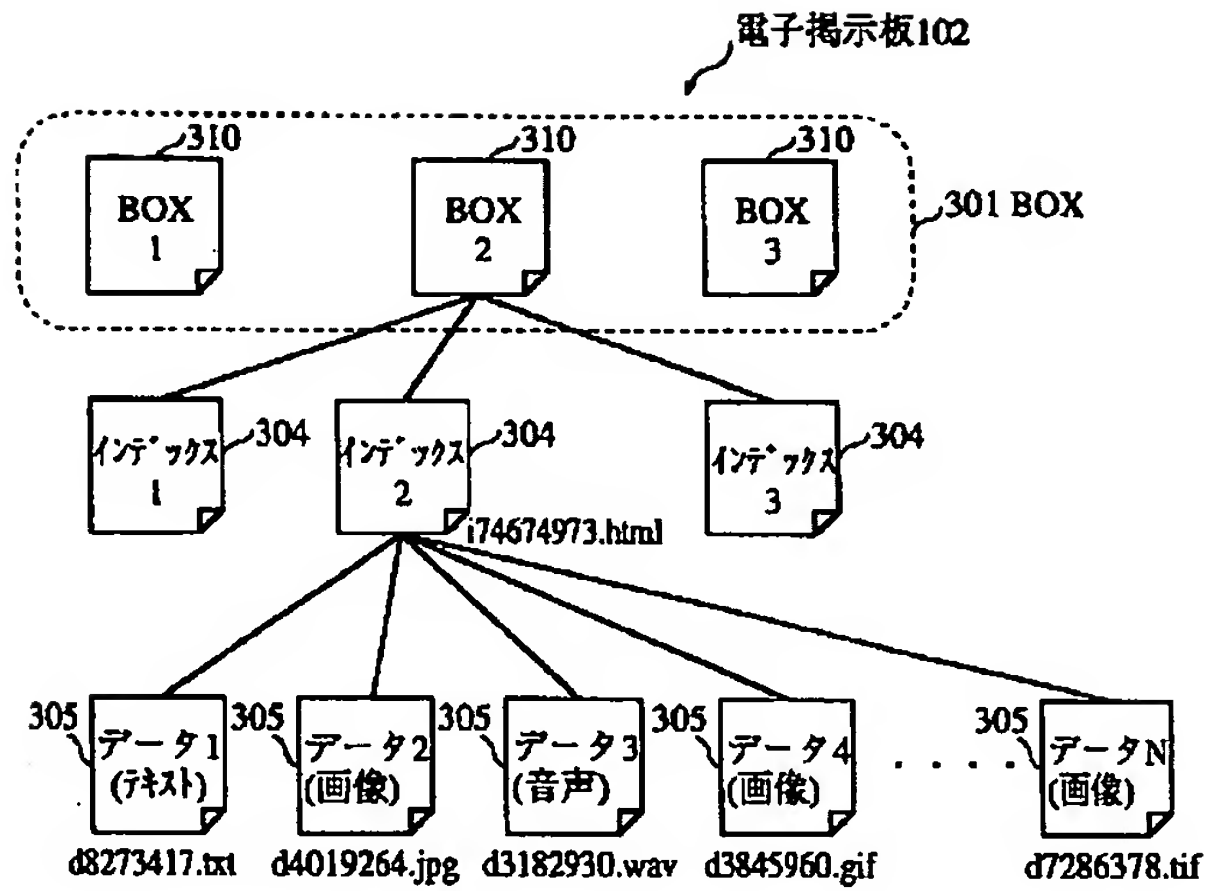 電子掲示板102
310
310
310
BOX
1
BOX
2
BOX
3
301 BOX
インデックス
1
304
インデックス
2
304
インデックス
3
304
i74674973.html
305
データ1
(テキスト)
305
データ2
(画像)
305
データ3
(音声)
305
データ4
(画像)
. . . . .
305
データN
(画像)
d8273417.txt
d4019264.jpg
d3182930.wav
d3845960.gif
d7286378.tif